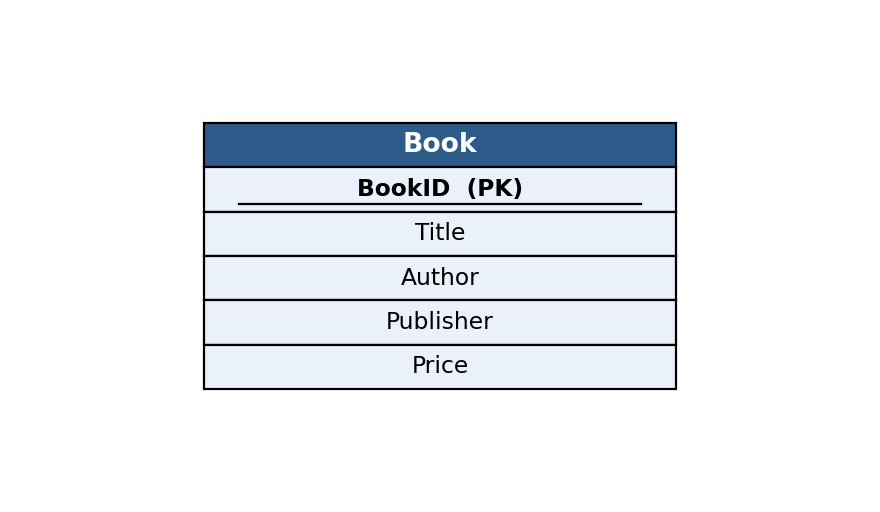 Book
BookID (PK)
Title
Author
Publisher
Price